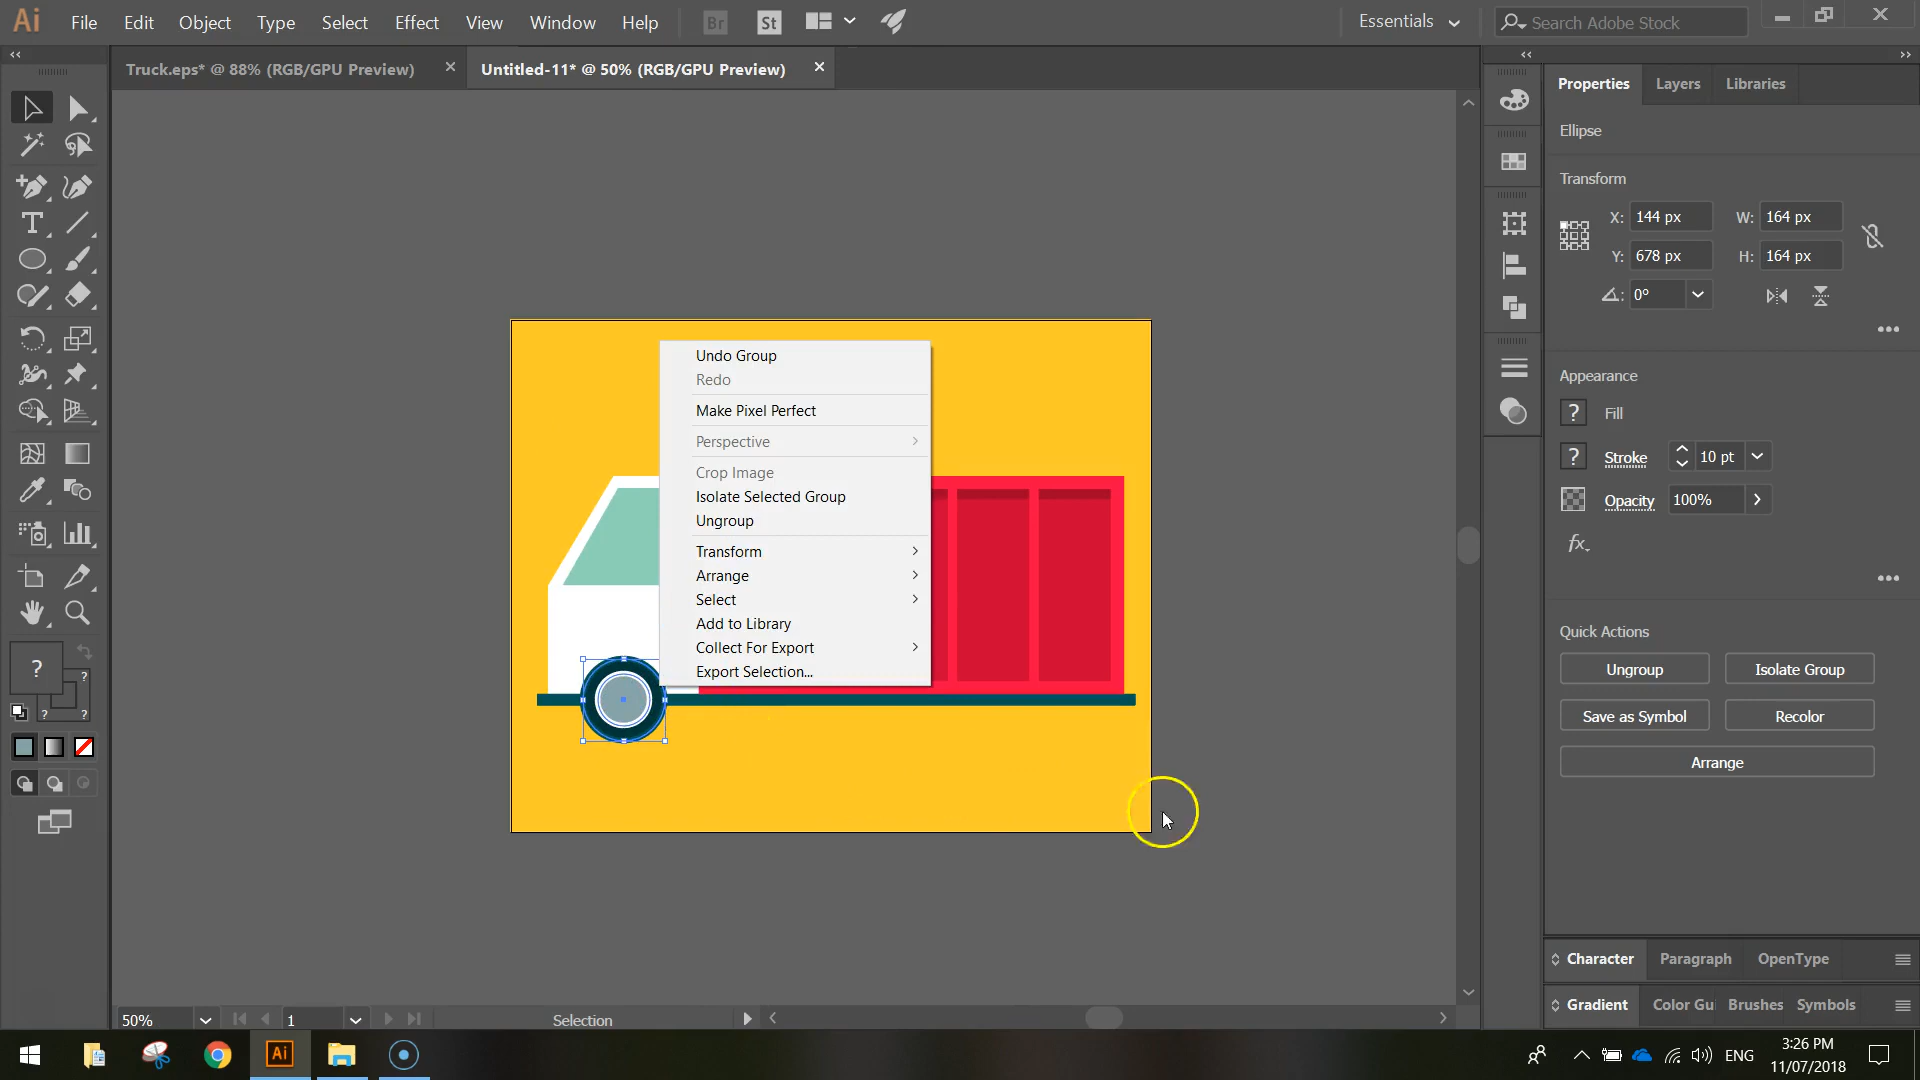 Ai File Edit Object Type Select Effect View Window Help Br St Essentials Search Adobe Stock
Truck.eps* @ 88% (RGB/GPU Preview) Untitled-11* @ 50% (RGB/GPU Preview)
Properties Layers Libraries
Ellipse
Transform
X: 144 px W: 164 px
Y: 678 px H: 164 px
0°
Appearance
? Fill
? Stroke 10 pt
Opacity 100%
fx.
Quick Actions
Ungroup Isolate Group
Save as Symbol Recolor
Arrange
Undo Group
Redo
Make Pixel Perfect
Perspective
Crop Image
Isolate Selected Group
Ungroup
Transform
Arrange
Select
Add to Library
Collect For Export
Export Selection...
T
?
?
? ?
Character Paragraph OpenType
Gradient Color Gui Brushes Symbols
50% 1 Selection
Ai ENG
3:26 PM
11/07/2018